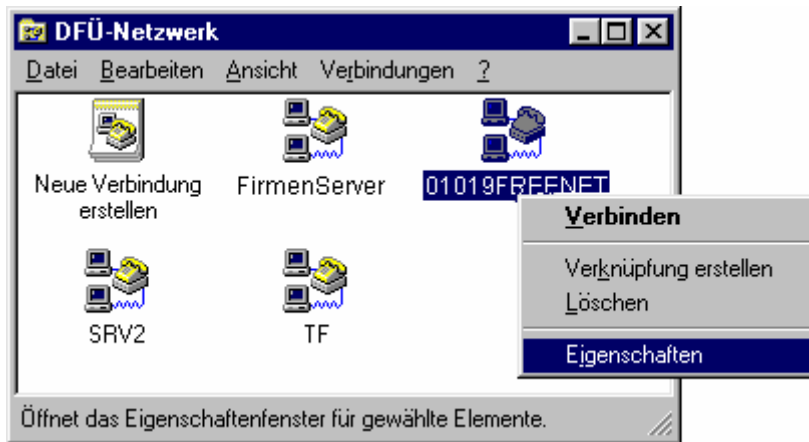 DFÜ-Netzwerk
Datei Bearbeiten Ansicht Verbindungen ?
Neue Verbindung
erstellen
FirmenServer
01019FREENET
SRV2
TF
Verbinden
Verknüpfung erstellen
Löschen
Eigenschaften
Öffnet das Eigenschaftenfenster für gewählte Elemente.